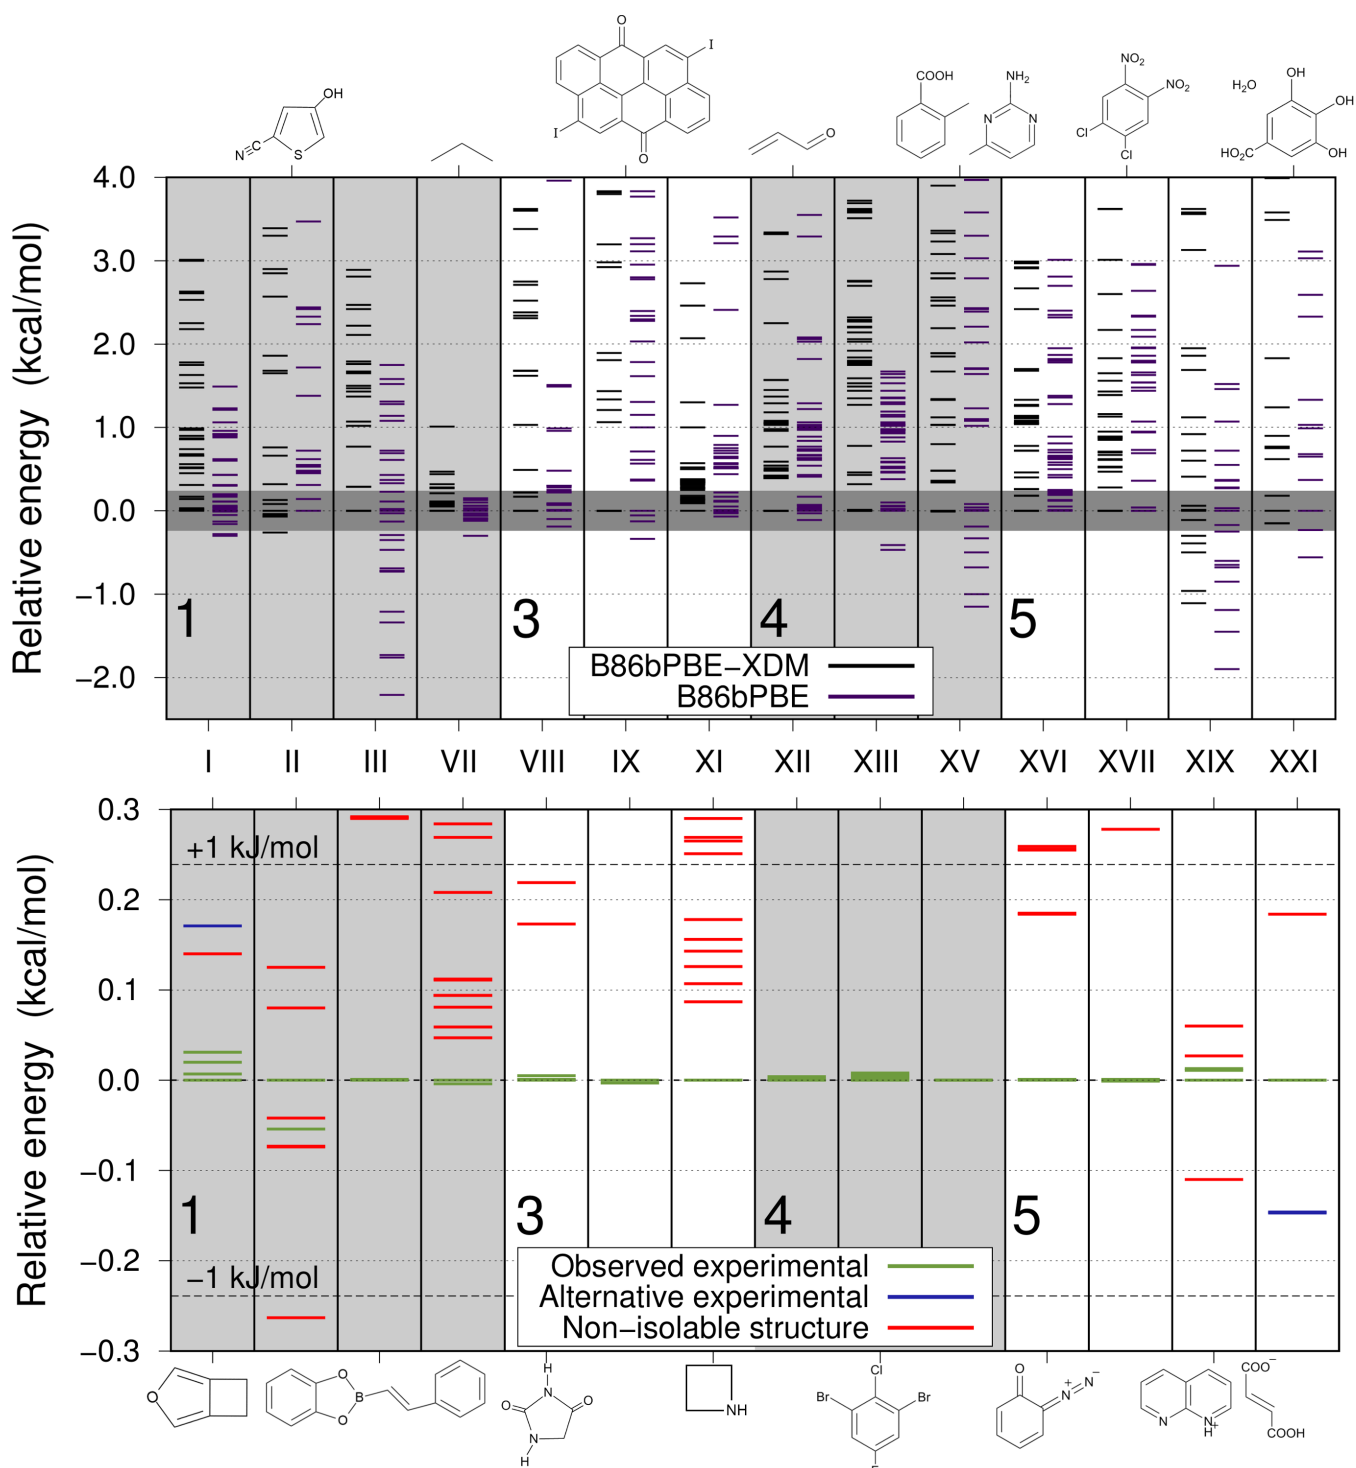 O
I
I
O
OH
S
N≡C
O
COOH
NH2
N
N
NO2
NO2
Cl
Cl
H2O
OH
OH
OH
HO2C
Relative energy (kcal/mol)
4.0
3.0
2.0
1.0
0.0
−1.0
−2.0
1
3
4
5
B86bPBE−XDM
B86bPBE
I II III VII VIII IX XI XII XIII XV XVI XVII XIX XXI
Relative energy (kcal/mol)
0.3
0.2
0.1
0.0
−0.1
−0.2
−0.3
+1 kJ/mol
−1 kJ/mol
1
3
4
5
Observed experimental
Alternative experimental
Non−isolable structure
O
O
B
O
H
N
O
O
N
H
NH
Cl
Br
Br
F
O
N+
N−
N
N
H+
COO−
COOH